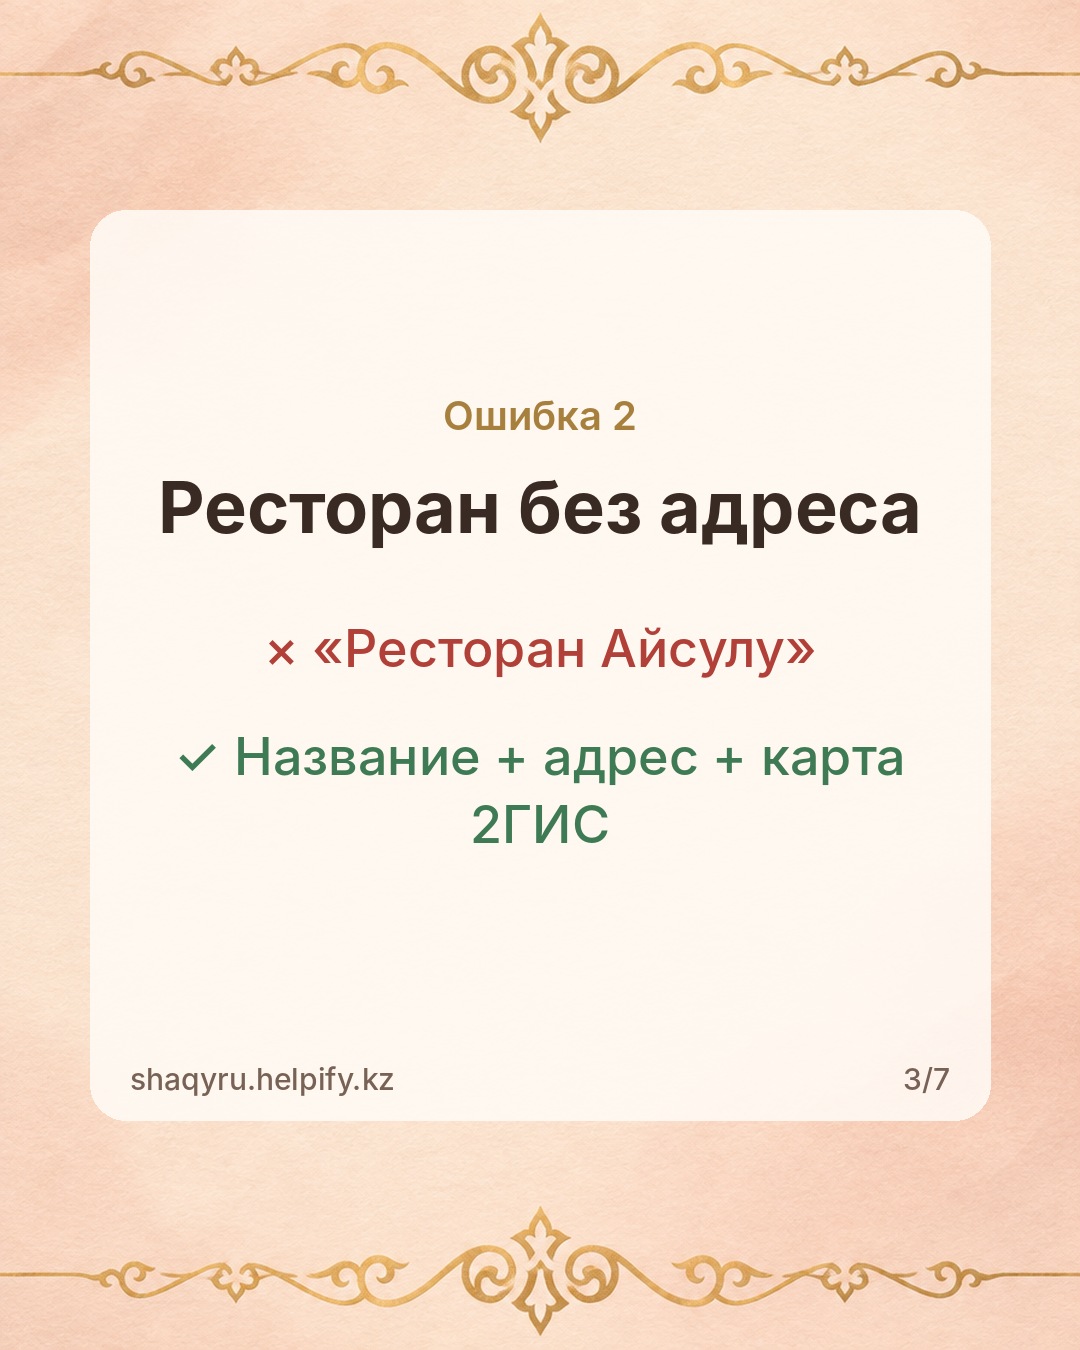 Ошибка 2
Ресторан без адреса
× «Ресторан Айсулу»
✓ Название + адрес + карта
2ГИС
shaqyru.helpify.kz
3/7